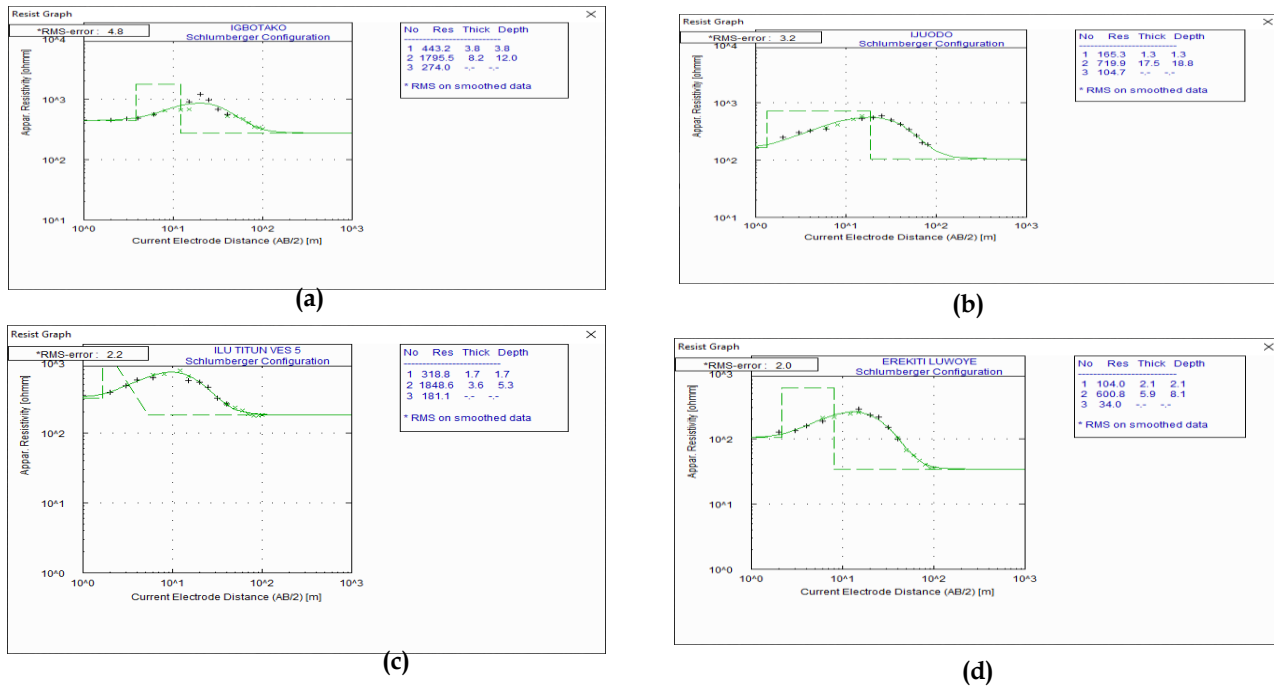 Resist Graph
*RMS-error : 4.8
IGBOTAKO
Schlumberger Configuration
No Res Thick Depth
1 443.2 3.8 3.8
2 1795.5 8.2 12.0
3 274.0 -.- -.-
* RMS on smoothed data
Appar. Resistivity [ohmm]
10^4
10^3
10^2
10^1
10^0 10^1 10^2 10^3
Current Electrode Distance (AB/2) [m]
(a)
Resist Graph
*RMS-error : 3.2
IJUODO
Schlumberger Configuration
No Res Thick Depth
1 165.3 1.3 1.3
2 719.9 17.5 18.8
3 104.7 -.- -.-
* RMS on smoothed data
Appar. Resistivity [ohmm]
10^4
10^3
10^2
10^1
10^0 10^1 10^2 10^3
Current Electrode Distance (AB/2) [m]
(b)
Resist Graph
*RMS-error : 2.2
ILU TITUN VES 5
Schlumberger Configuration
No Res Thick Depth
1 318.8 1.7 1.7
2 1848.6 3.6 5.3
3 181.1 -.- -.-
* RMS on smoothed data
Appar. Resistivity [ohmm]
10^3
10^2
10^1
10^0
10^0 10^1 10^2 10^3
Current Electrode Distance (AB/2) [m]
(c)
Resist Graph
*RMS-error : 2.0
EREKITI LUWOYE
Schlumberger Configuration
No Res Thick Depth
1 104.0 2.1 2.1
2 600.8 5.9 8.1
3 34.0 -.- -.-
* RMS on smoothed data
Appar. Resistivity [ohmm]
10^3
10^2
10^1
10^0
10^0 10^1 10^2 10^3
Current Electrode Distance (AB/2) [m]
(d)